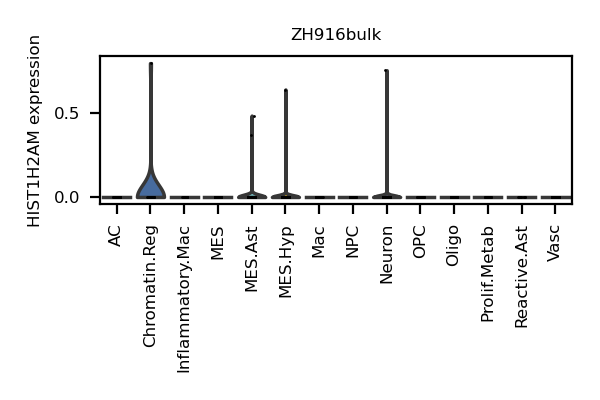 ZH916bulk
HIST1H2AM expression
0.5
0.0
AC
Chromatin.Reg
Inflammatory.Mac
MES
MES.Ast
MES.Hyp
Mac
NPC
Neuron
OPC
Oligo
Prolif.Metab
Reactive.Ast
Vasc